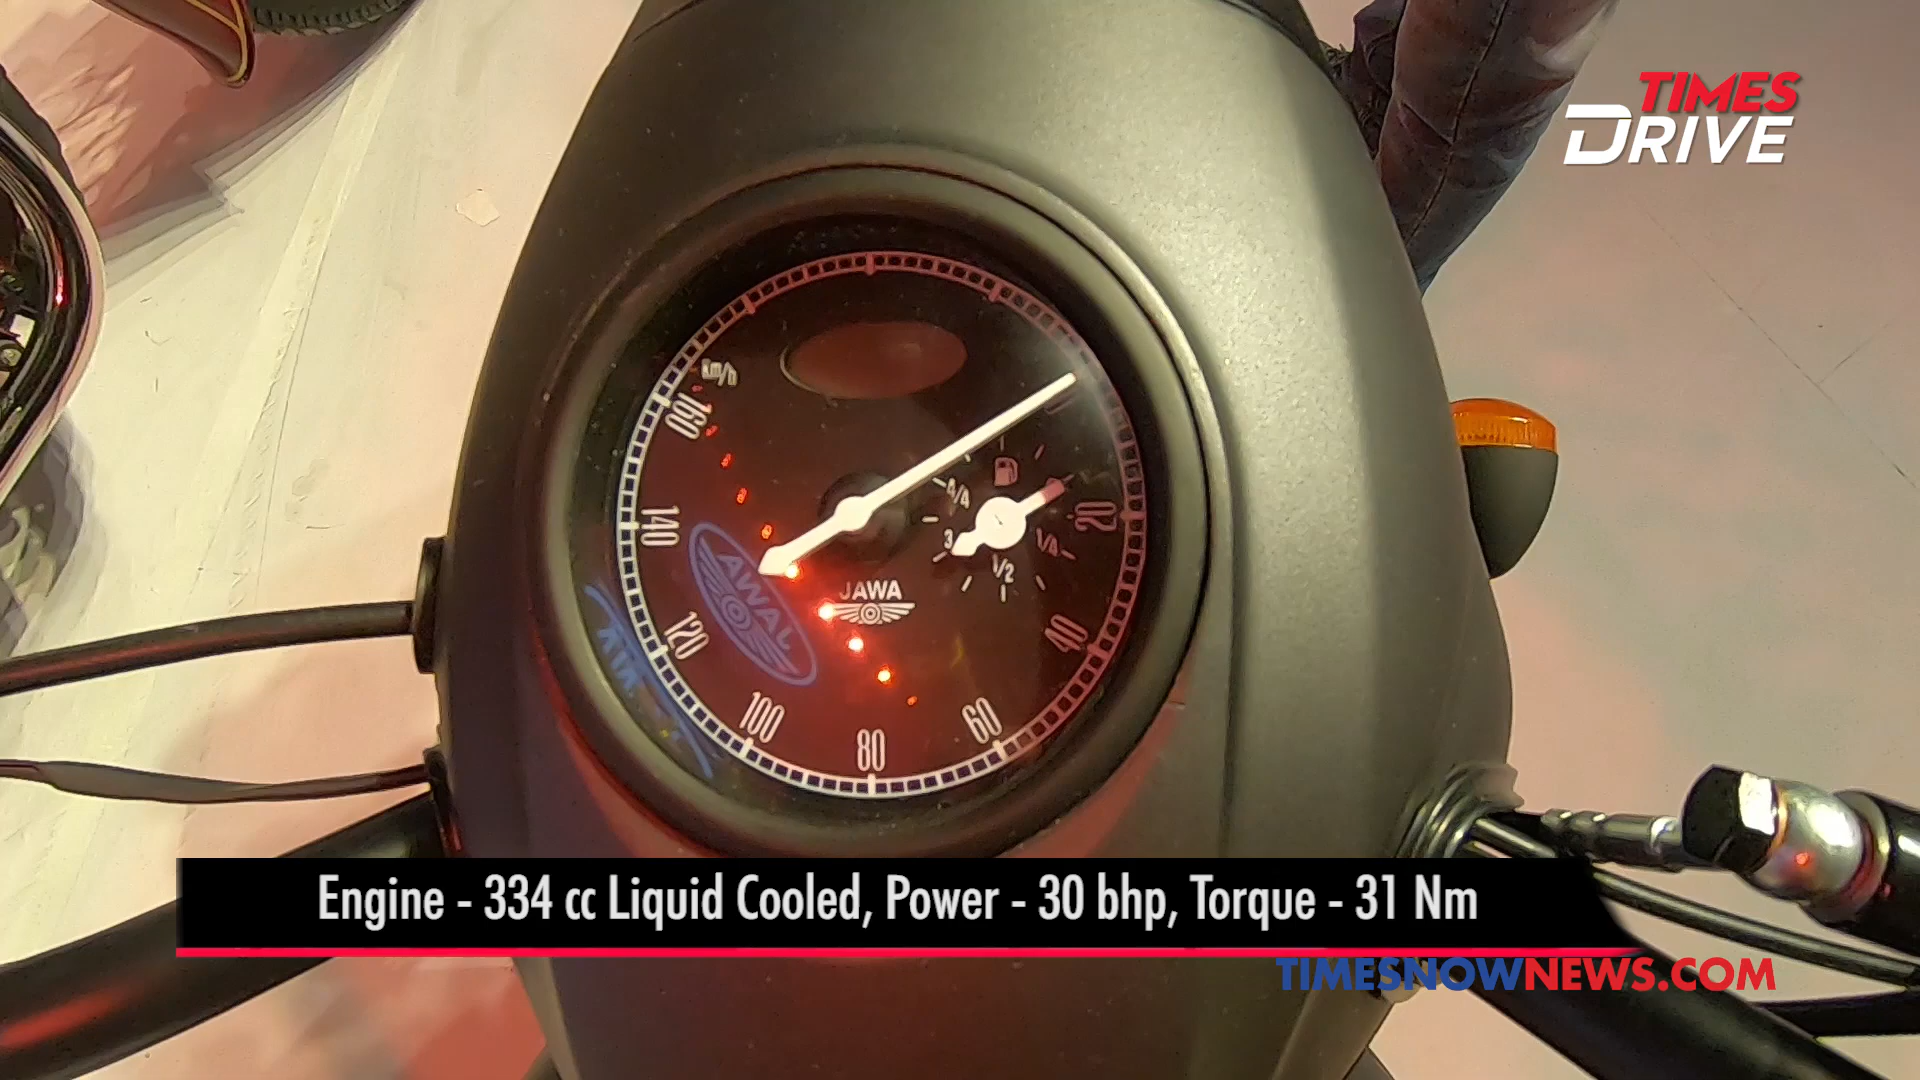 TIMES
DRIVE
km/h
160
140
120
100
80
60
40
20
4/4
3
1/2
1/4
JAWA
JAWA
Engine - 334 cc Liquid Cooled, Power - 30 bhp, Torque - 31 Nm
TIMESNOWNEWS.COM